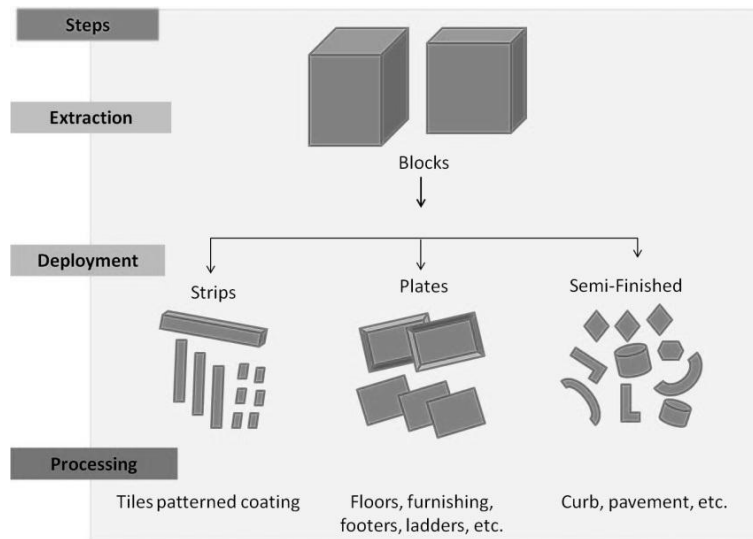 Steps
Extraction
Blocks
Deployment
Strips
Plates
Semi-Finished
Processing
Tiles patterned coating
Floors, furnishing,
footers, ladders, etc.
Curb, pavement, etc.